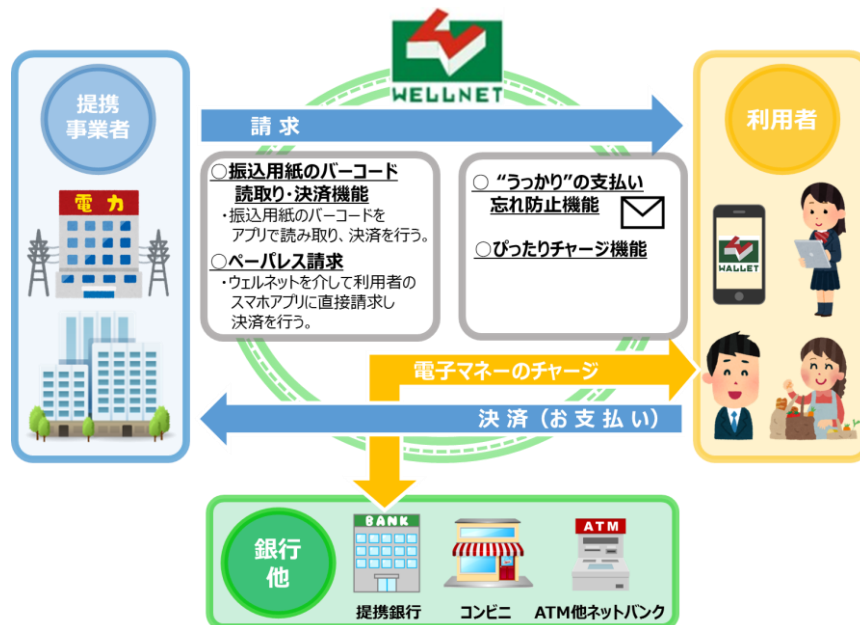 WELLNET
提携
事業者
請求
利用者
○振込用紙のバーコード
読取り・決済機能
・振込用紙のバーコードを
アプリで読み取り、決済を行う。
○ペーパレス請求
・ウェルネットを介して利用者の
スマホアプリに直接請求し
決済を行う。
○ “うっかり”の支払い
忘れ防止機能
○ぴったりチャージ機能
電力
WALLET
電子マネーのチャージ
決済（お支払い）
銀行
他
BANK
提携銀行
コンビニ
ATM
ATM他ネットバンク